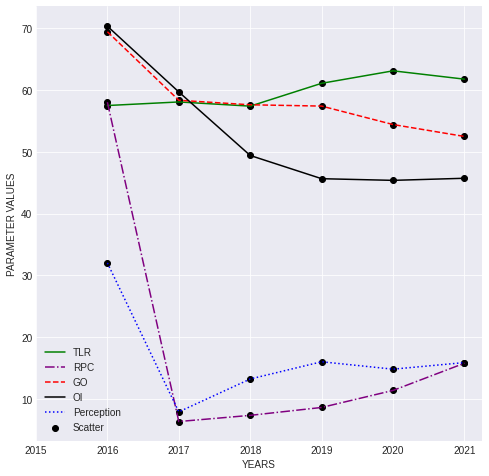 PARAMETER VALUES
70
60
50
40
30
20
10
TLR
RPC
GO
OI
Perception
Scatter
2015 2016 2017 2018 2019 2020 2021
YEARS